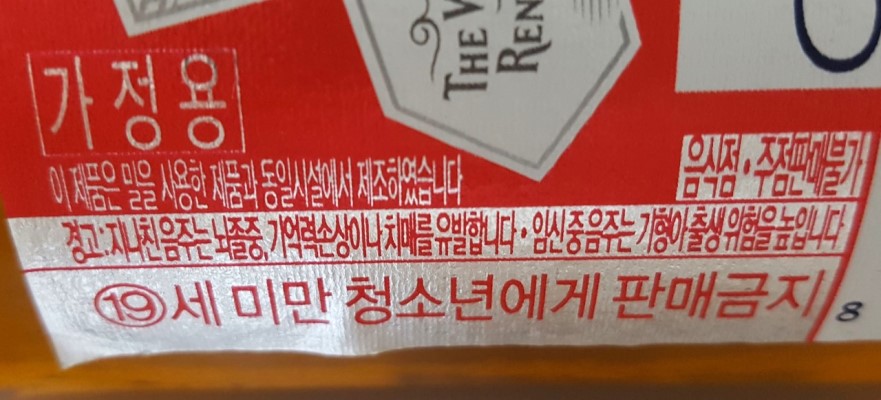 THE
REN
가정용
이 제품은 밀을 사용한 제품과 동일시설에서 제조하였습니다
음식점·주점판매불가
경고:지나친음주는 뇌졸중, 기억력손상이나 치매를 유발합니다·임신 중 음주는 기형아 출생 위험을 높입니다
19세 미만 청소년에게 판매금지
8